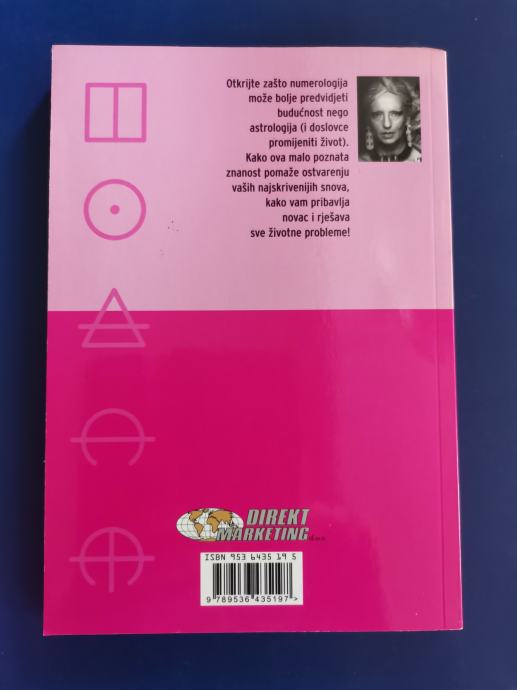 Otkrijte zašto numerologija
može bolje predvidjeti
budućnost nego
astrologija (i doslovce
promijeniti život).
Kako ova malo poznata
znanost pomaže ostvarenju
vaših najskrivenijih snova,
kako vam pribavlja
novac i rješava
sve životne probleme!
DIREKT
MARKETING d.o.o.
ISBN 953 6435 19 5
9 789536 435197>